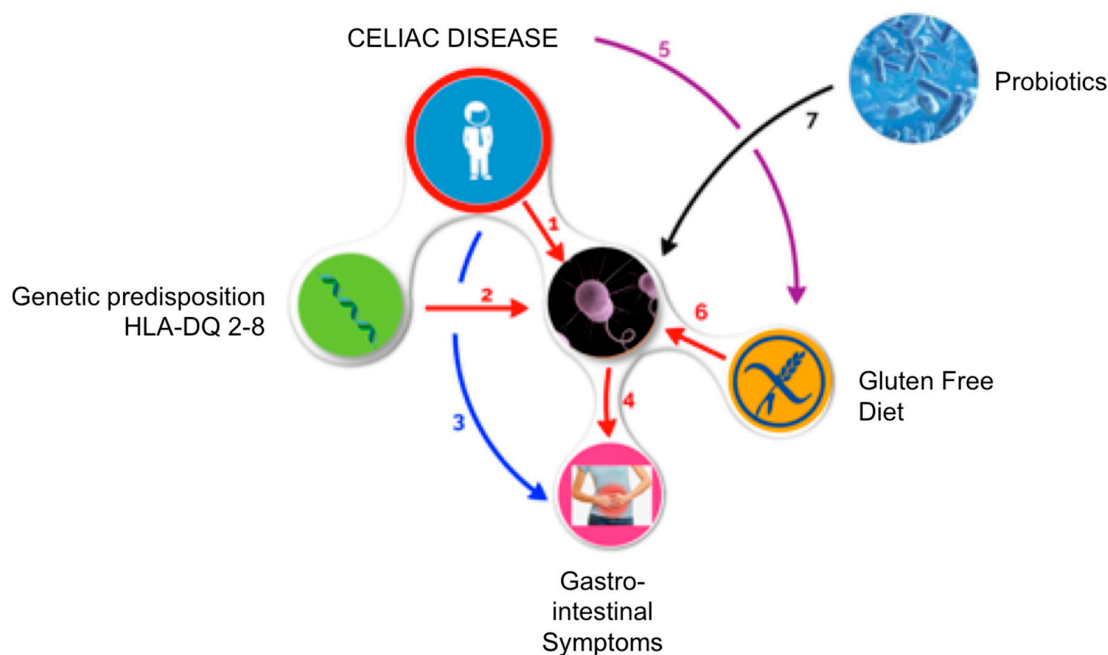 CELIAC DISEASE
5
Probiotics
7
1
Genetic predisposition
HLA-DQ 2-8
2
6
Gluten Free
Diet
3
4
Gastro-
intestinal
Symptoms